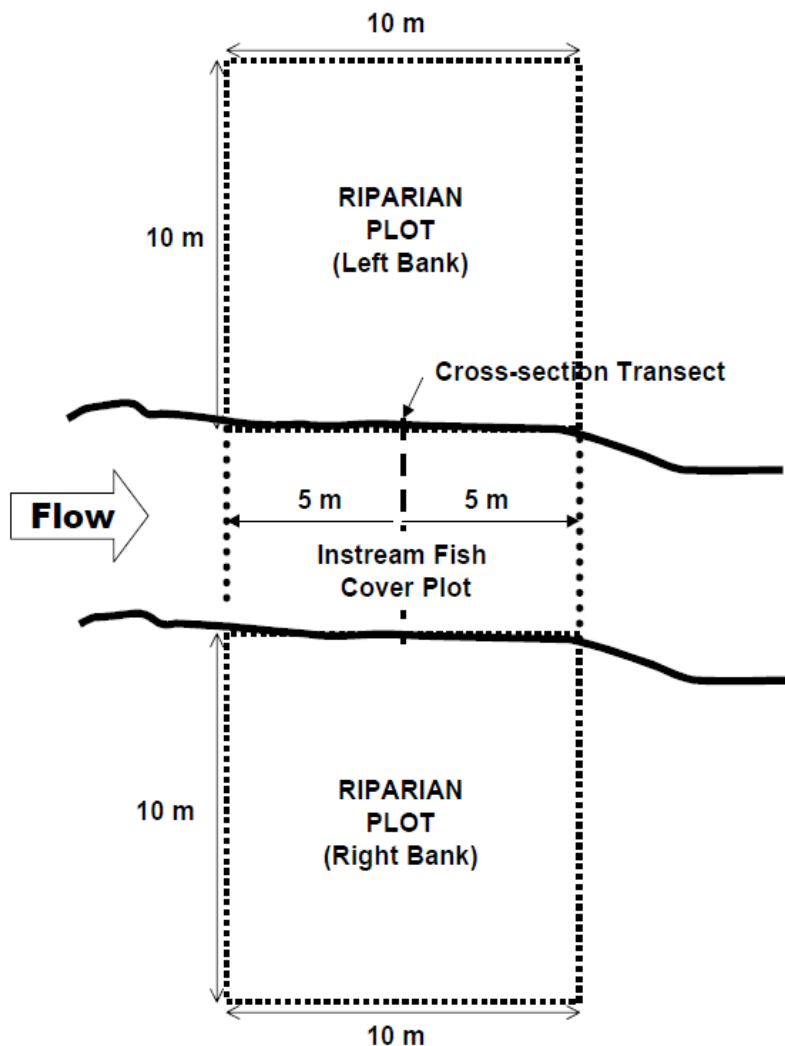 10 m
RIPARIAN
PLOT
(Left Bank)
10 m
Cross-section Transect
Flow
5 m
5 m
Instream Fish
Cover Plot
10 m
RIPARIAN
PLOT
(Right Bank)
10 m